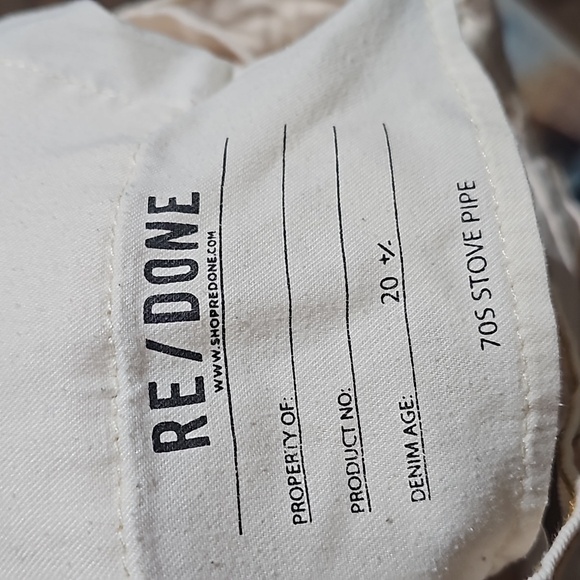 RE/DONE
WWW.SHOPREDONE.COM
PROPERTY OF:
PRODUCT NO:
DENIM AGE: 20 +/-
70S STOVE PIPE